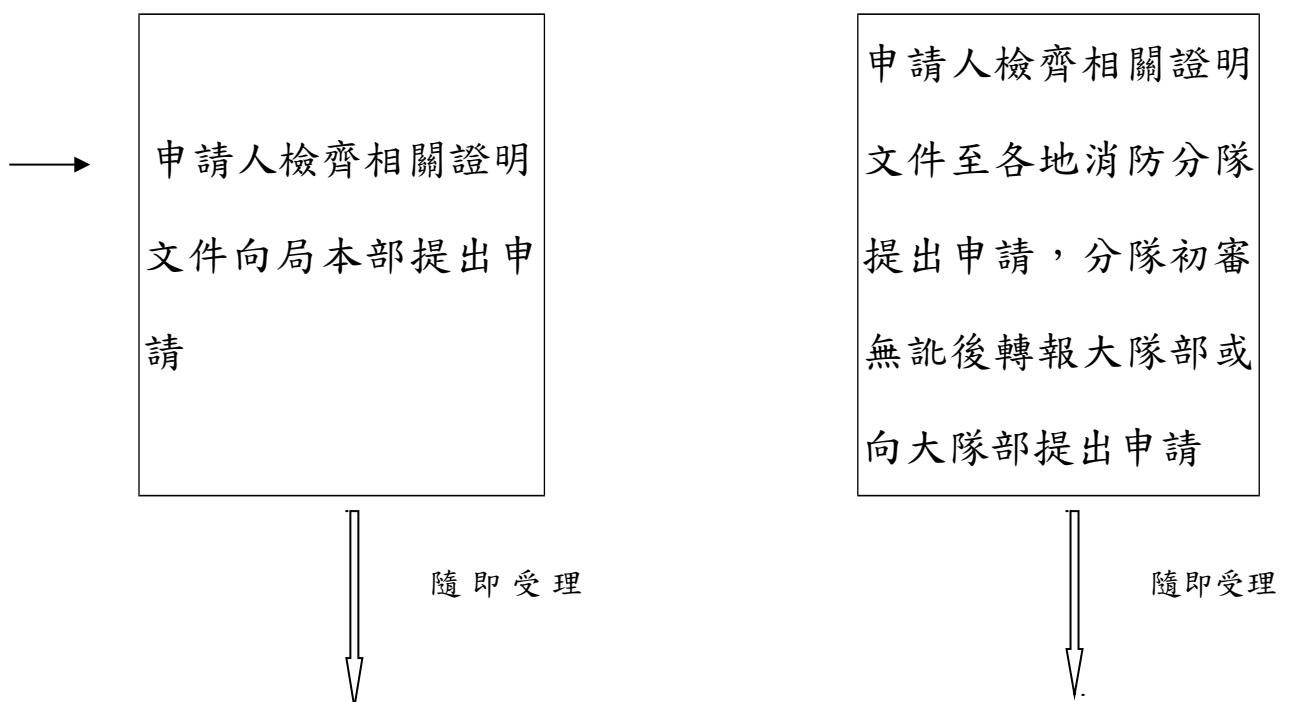 申請人檢齊相關證明
文件向局本部提出申
請
申請人檢齊相關證明
文件至各地消防分隊
提出申請，分隊初審
無訛後轉報大隊部或
向大隊部提出申請
隨即受理
隨即受理